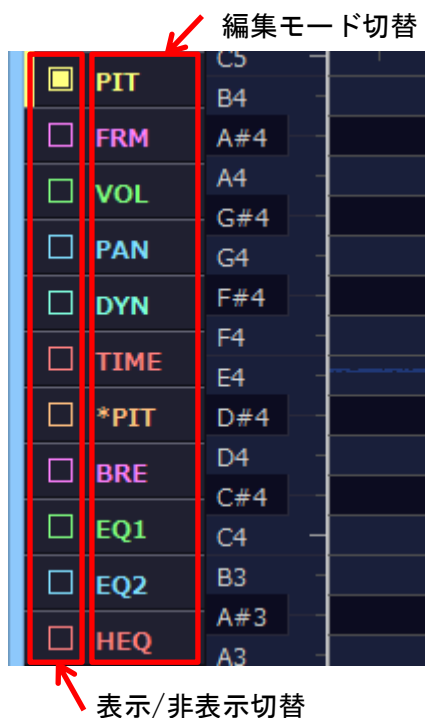 編集モード切替
PIT
FRM
VOL
PAN
DYN
TIME
*PIT
BRE
EQ1
EQ2
HEQ
C5
B4
A#4
A4
G#4
G4
F#4
F4
E4
D#4
D4
C#4
C4
B3
A#3
A3
表示/非表示切替